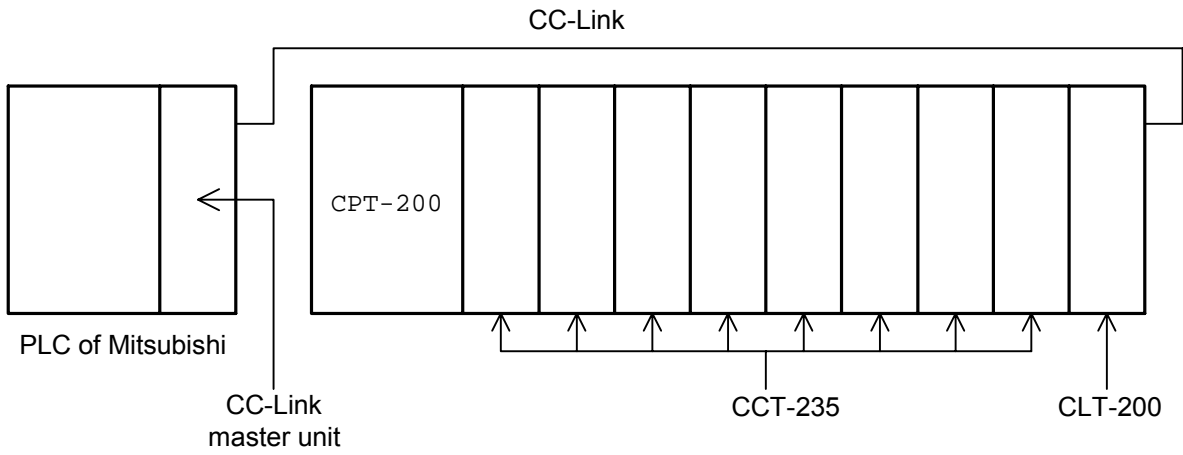 CC-Link
CPT-200
PLC of Mitsubishi
CC-Link
master unit
CCT-235
CLT-200